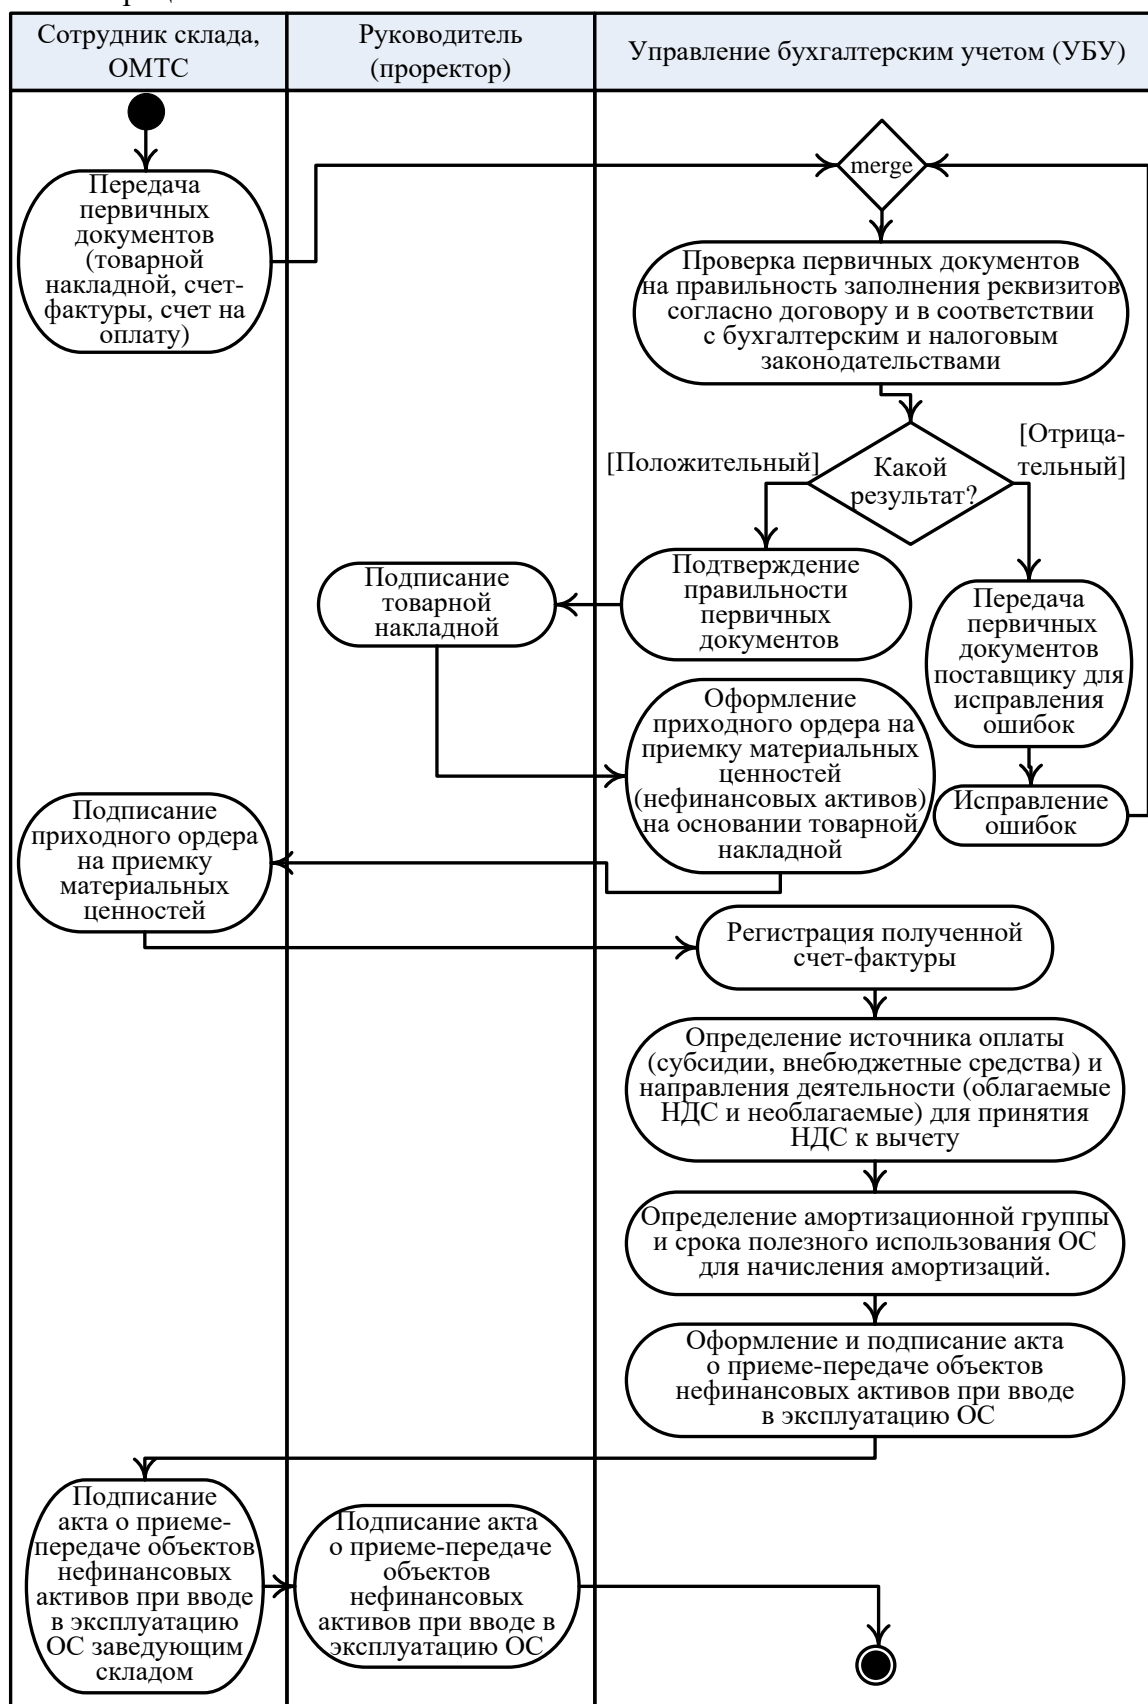 Сотрудник склада,
ОМТС
Руководитель
(проректор)
Управление бухгалтерским учетом (УБУ)
Передача
первичных
документов
(товарной
накладной, счет-
фактуры, счет на
оплату)
merge
Проверка первичных документов
на правильность заполнения реквизитов
согласно договору и в соответствии
с бухгалтерским и налоговым
законодательствами
[Положительный]
Какой
результат?
[Отрица-
тельный]
Подписание
товарной
накладной
Подтверждение
правильности
первичных
документов
Передача
первичных
документов
поставщику для
исправления
ошибок
Оформление
приходного ордера на
приемку материальных
ценностей
(нефинансовых активов)
на основании товарной
накладной
Исправление
ошибок
Подписание
приходного ордера
на приемку
материальных
ценностей
Регистрация полученной
счет-фактуры
Определение источника оплаты
(субсидии, внебюджетные средства) и
направления деятельности (облагаемые
НДС и необлагаемые) для принятия
НДС к вычету
Определение амортизационной группы
и срока полезного использования ОС
для начисления амортизаций.
Оформление и подписание акта
о приеме-передаче объектов
нефинансовых активов при вводе
в эксплуатацию ОС
Подписание
акта о приеме-
передаче объектов
нефинансовых
активов при вводе
в эксплуатацию
ОС заведующим
складом
Подписание акта
о приеме-передаче
объектов
нефинансовых
активов при вводе в
эксплуатацию ОС